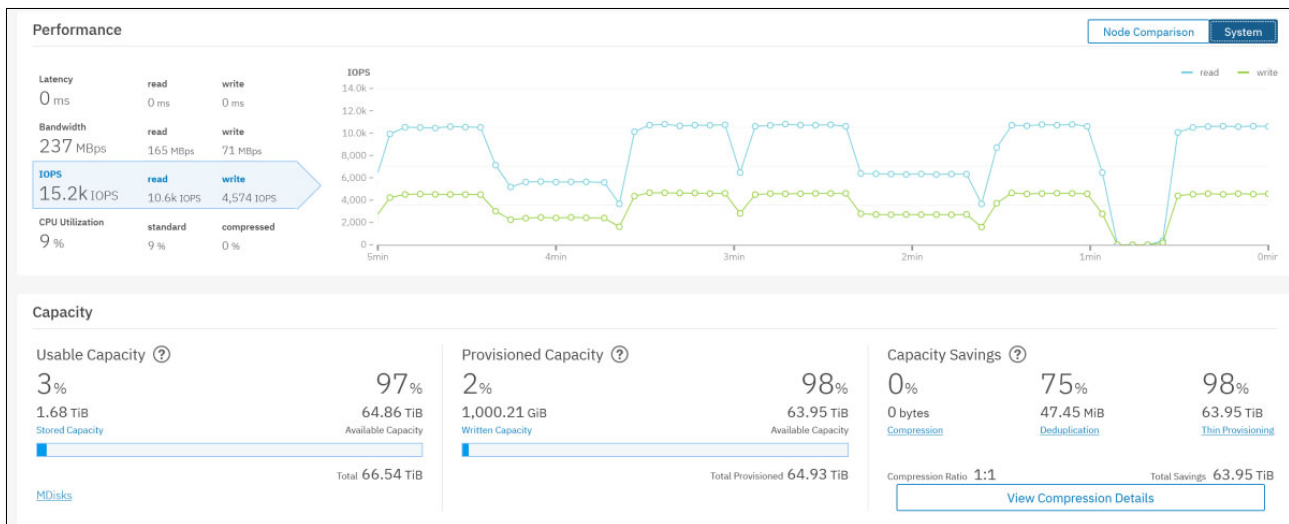 Performance
Node Comparison System
Latency read write
0 ms 0 ms 0 ms
Bandwidth read write
237 MBps 165 MBps 71 MBps
IOPS read write
15.2k IOPS 10.6k IOPS 4,574 IOPS
CPU Utilization standard compressed
9 % 9 % 0 %
IOPS
read write
14.0k
12.0k
10.0k
8,000
6,000
4,000
2,000
0
5min 4min 3min 2min 1min 0min
Capacity
Usable Capacity ?
3% 97%
1.68 TiB 64.86 TiB
Stored Capacity Available Capacity
Total 66.54 TiB
MDisks
Provisioned Capacity ?
2% 98%
1,000.21 GiB 63.95 TiB
Written Capacity Available Capacity
Total Provisioned 64.93 TiB
Capacity Savings ?
0% 75% 98%
0 bytes 47.45 MiB 63.95 TiB
Compression Deduplication Thin Provisioning
Compression Ratio 1:1 Total Savings 63.95 TiB
View Compression Details